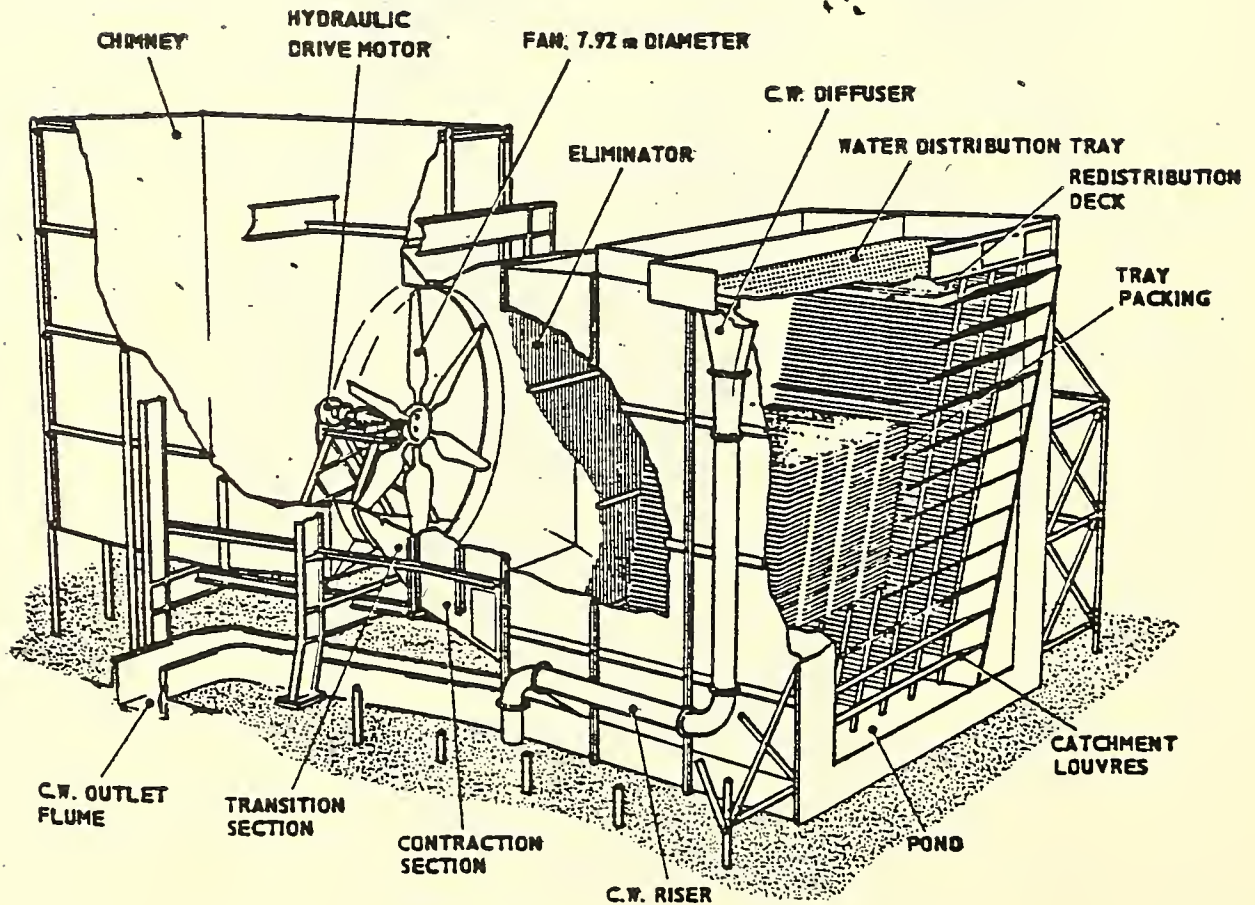 HYDRAULIC
DRIVE MOTOR
CHIMNEY
FAN, 7.92 m DIAMETER
C.W. DIFFUSER
ELIMINATOR
WATER DISTRIBUTION TRAY
REDISTRIBUTION
DECK
TRAY
PACKING
CATCHMENT
LOUVRES
C.W. OUTLET
FLUME
TRANSITION
SECTION
CONTRACTION
SECTION
POND
C.W. RISER